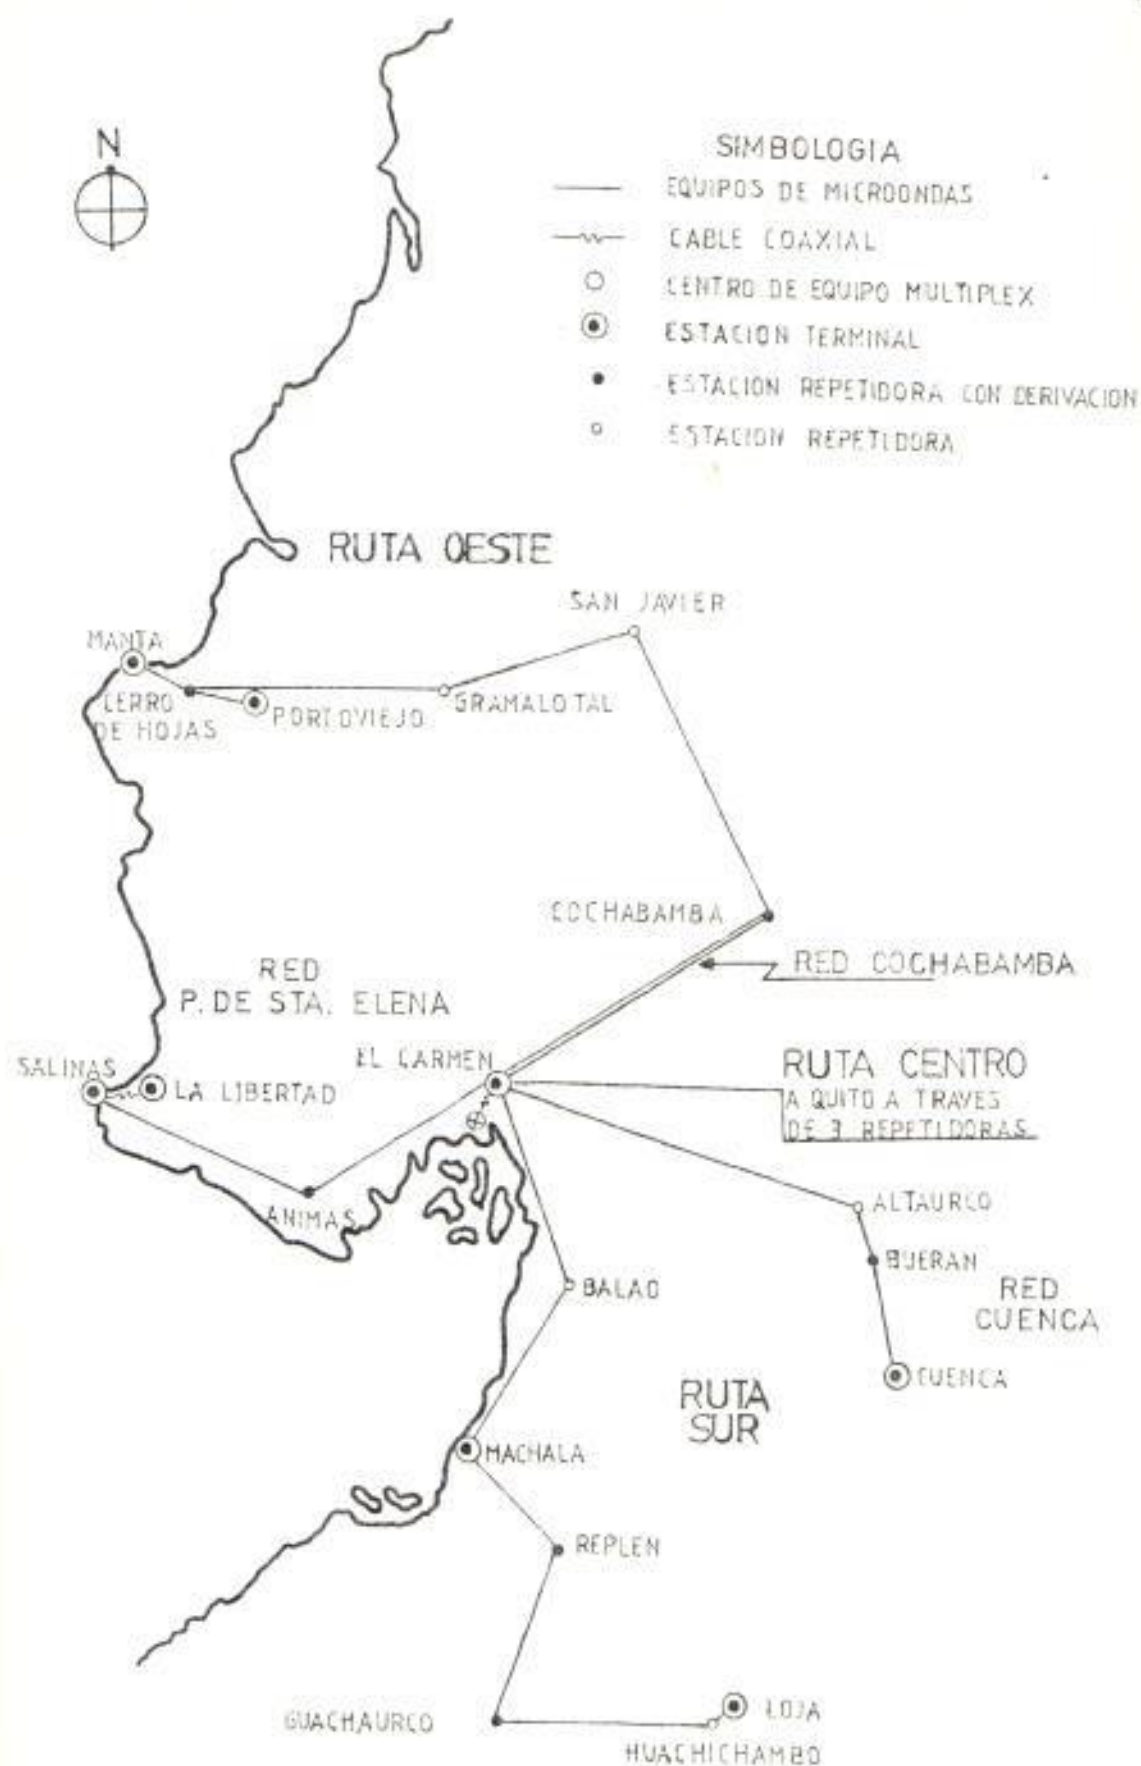 N
SIMBOLOGIA
EQUIPOS DE MICROONDAS
CABLE COAXIAL
CENTRO DE EQUIPO MULTIPLEX
ESTACION TERMINAL
ESTACION REPETIDORA CON DERIVACION
ESTACION REPETIDORA
RUTA OESTE
SAN JAVIER
MANTA
CERRO
DE HOJAS
PORTOVIEJO
GRAMALOTAL
COCHABAMBA
RED COCHABAMBA
RED
P. DE STA. ELENA
SALINAS
LA LIBERTAD
EL CARMEN
RUTA CENTRO
A QUITO A TRAVES
DE 3 REPETIDORAS
ANIMAS
ALTAURCO
BUERAN
RED
CUENCA
BALAO
CUENCA
RUTA
SUR
MACHALA
REPLEN
GUACHAURCO
LOJA
HUACHICHAMBO